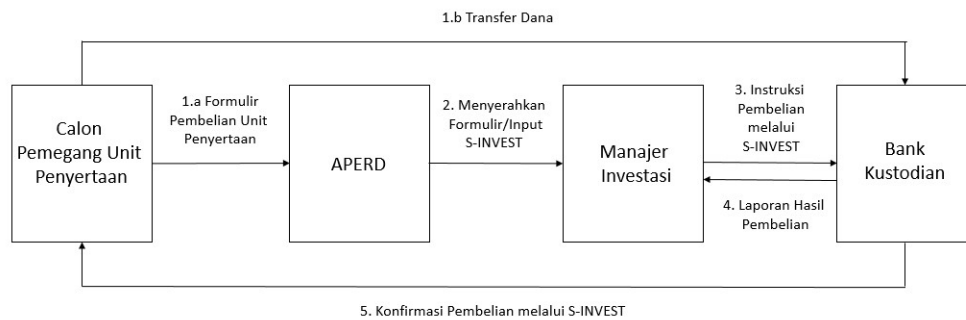 1.b Transfer Dana
Calon
Pemegang Unit
Penyertaan
1.a Formulir
Pembelian Unit
Penyertaan
APERD
2. Menyerahkan
Formulir/Input
S-INVEST
Manajer
Investasi
3. Instruksi
Pembelian
melalui
S-INVEST
4. Laporan Hasil
Pembelian
Bank
Kustodian
5. Konfirmasi Pembelian melalui S-INVEST